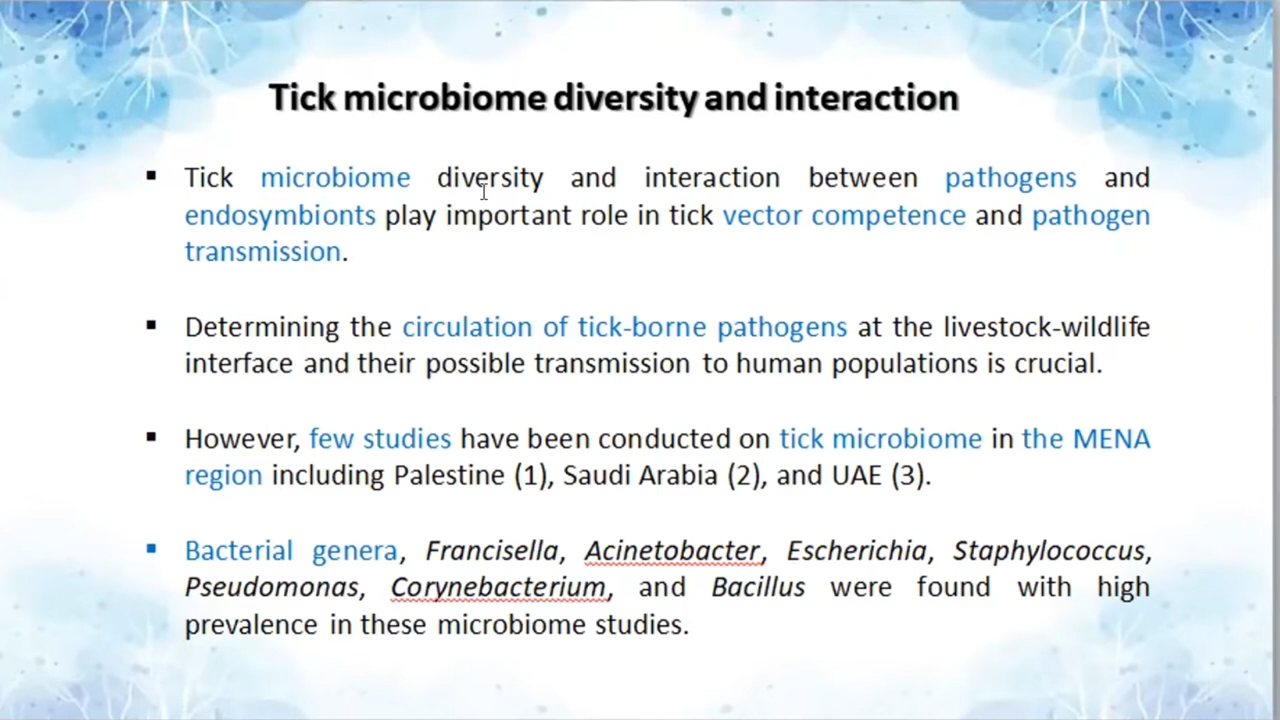 Tick microbiome diversity and interaction
▪ Tick microbiome diversity and interaction between pathogens and
endosymbionts play important role in tick vector competence and pathogen
transmission.
▪ Determining the circulation of tick-borne pathogens at the livestock-wildlife
interface and their possible transmission to human populations is crucial.
▪ However, few studies have been conducted on tick microbiome in the MENA
region including Palestine (1), Saudi Arabia (2), and UAE (3).
▪ Bacterial genera, Francisella, Acinetobacter, Escherichia, Staphylococcus,
Pseudomonas, Corynebacterium, and Bacillus were found with high
prevalence in these microbiome studies.